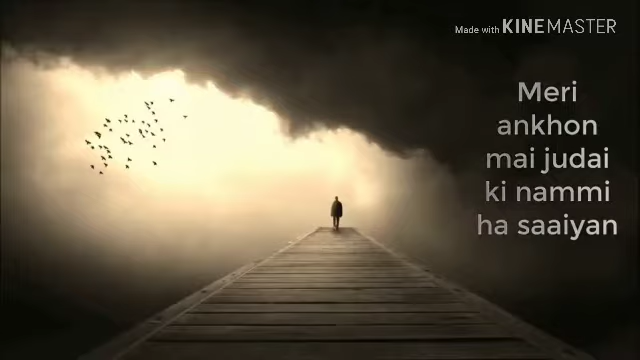 Made with KINEMASTER
Meri
ankhon
mai judai
ki nammi
ha saaiyan